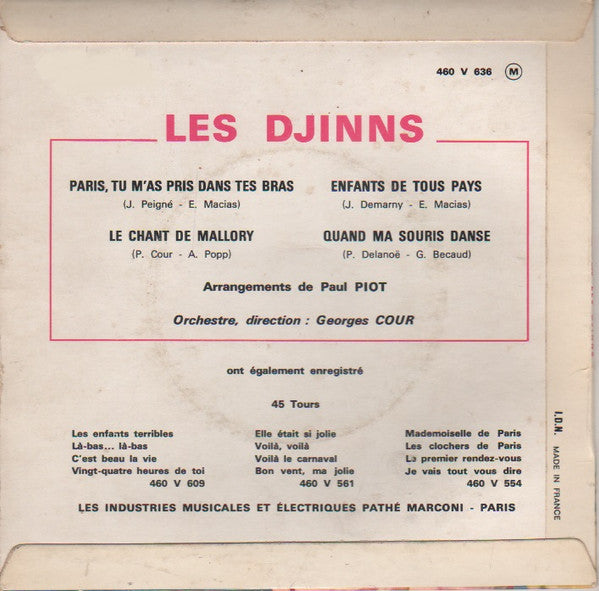 460 V 636 M
LES DJINNS
PARIS, TU M'AS PRIS DANS TES BRAS
(J. Peigné - E. Macias)
LE CHANT DE MALLORY
(P. Cour - A. Popp)
ENFANTS DE TOUS PAYS
(J. Demarny - E. Macias)
QUAND MA SOURIS DANSE
(P. Delanoë - G. Becaud)
Arrangements de Paul PIOT
Orchestre, direction : Georges COUR
ont également enregistré
45 Tours
Les enfants terribles
Là-bas... là-bas
C'est beau la vie
Vingt-quatre heures de toi
460 V 609
Elle était si jolie
Voilà, voilà
Voilà le carnaval
Bon vent, ma jolie
460 V 561
Mademoiselle de Paris
Les clochers de Paris
Le premier rendez-vous
Je vais tout vous dire
460 V 554
LES INDUSTRIES MUSICALES ET ÉLECTRIQUES PATHÉ MARCONI - PARIS
I.D.N. MADE IN FRANCE